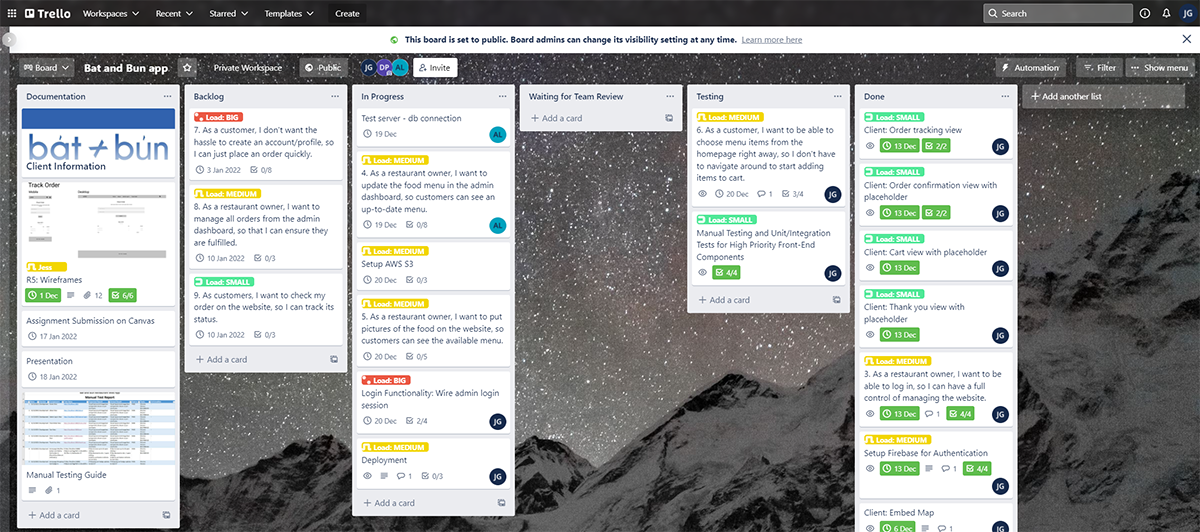 Trello
Workspaces
Recent
Starred
Templates
Create
Search
JG
This board is set to public. Board admins can change its visibility setting at any time. Learn more here
Board
Bat and Bun app
Private Workspace
Public
JG
DP
AL
Invite
Automation
Filter
Show menu
Documentation
bát + bún
Client Information
Track Order
Jess
R5: Wireframes
1 Dec
12
6/6
Assignment Submission on Canvas
17 Jan 2022
Presentation
18 Jan 2022
Manual Test Report
Manual Testing Guide
1
+ Add a card
Backlog
Load: BIG
7. As a customer, I don't want the
hassle to create an account/profile, so
I can just place an order quickly.
3 Jan 2022
0/8
Load: MEDIUM
8. As a restaurant owner, I want to
manage all orders from the admin
dashboard, so that I can ensure they
are fulfilled.
10 Jan 2022
0/3
Load: SMALL
9. As customers, I want to check my
order on the website, so I can track its
status.
10 Jan 2022
0/3
+ Add a card
In Progress
Test server - db connection
19 Dec
AL
Load: MEDIUM
4. As a restaurant owner, I want to
update the food menu in the admin
dashboard, so customers can see an
up-to-date menu.
19 Dec
0/8
AL
Load: MEDIUM
Setup AWS S3
20 Dec
0/3
Load: MEDIUM
5. As a restaurant owner, I want to put
pictures of the food on the website, so
customers can see the available menu.
20 Dec
0/5
Load: BIG
Login Functionality: Wire admin login
session
20 Dec
2/4
JG
Load: MEDIUM
Deployment
1
0/3
JG
+ Add a card
Waiting for Team Review
+ Add a card
Testing
Load: MEDIUM
6. As a customer, I want to be able to
choose menu items from the
homepage right away, so I don't have
to navigate around to start adding
items to cart.
20 Dec
1
3/4
JG
Load: SMALL
Manual Testing and Unit/Integration
Tests for High Priority Front-End
Components
4/4
JG
+ Add a card
Done
Load: SMALL
Client: Order tracking view
13 Dec
2/2
JG
Load: SMALL
Client: Order confirmation view with
placeholder
13 Dec
2/2
JG
Load: SMALL
Client: Cart view with placeholder
13 Dec
JG
Load: SMALL
Client: Thank you view with
placeholder
13 Dec
JG
Load: MEDIUM
3. As a restaurant owner, I want to be
able to log in, so I can have a full
control of managing the website.
13 Dec
1
4/4
JG
Load: MEDIUM
Setup Firebase for Authentication
13 Dec
1
4/4
JG
Client: Embed Map
6 Dec
1
JG
+ Add another list